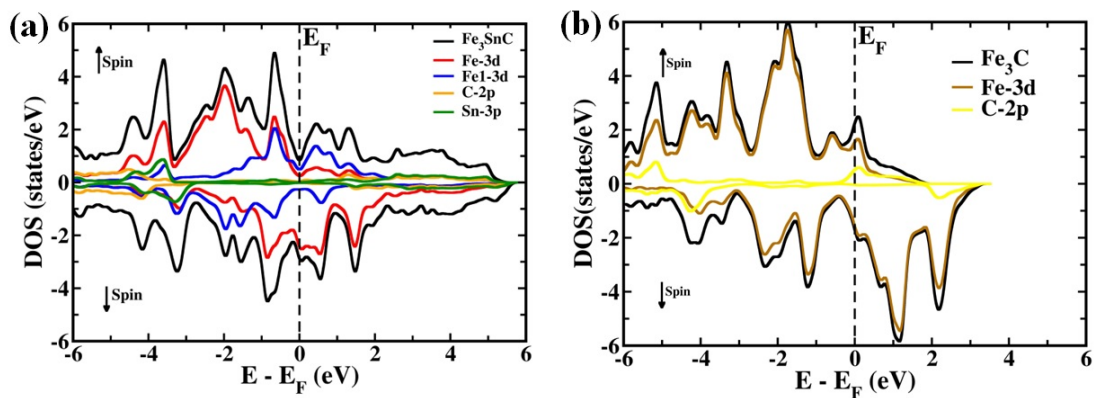 (a)
6
4
2
0
-2
-4
-6
-6 -4 -2 0 2 4 6
DOS (states/eV)
E - E_F (eV)
E_F
Spin
Spin
Fe₃SnC
Fe-3d
Fe1-3d
C-2p
Sn-3p
(b)
6
4
2
0
-2
-4
-6
-6 -4 -2 0 2 4 6
DOS(states/eV)
E - E_F (eV)
E_F
Spin
Spin
Fe₃C
Fe-3d
C-2p